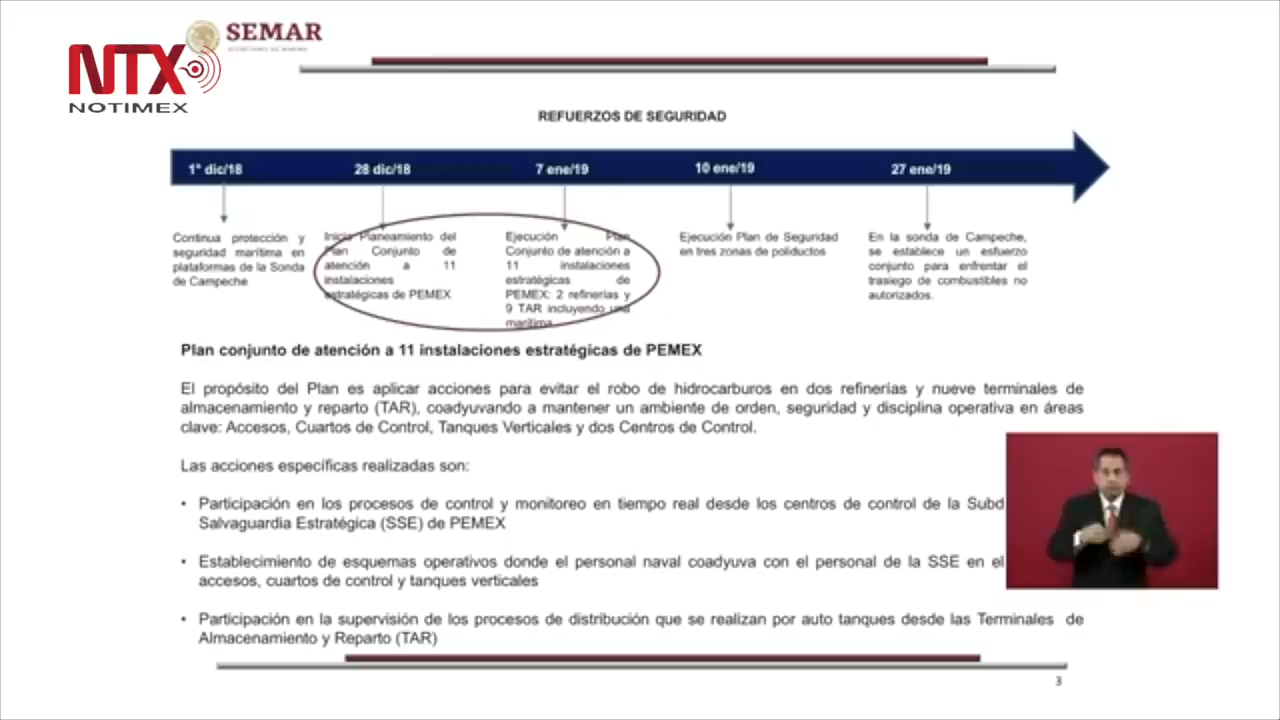 SEMAR
SECRETARÍA DE MARINA
NTX
NOTIMEX
REFUERZOS DE SEGURIDAD
1° dic/18
28 dic/18
7 ene/19
10 ene/19
27 ene/19
Continua protección y
seguridad marítima en
plataformas de la Sonda
de Campeche
Inicia Planeamiento del
Plan Conjunto de
atención a 11
instalaciones
estratégicas de PEMEX
Ejecución Plan
Conjunto de atención a
11 instalaciones
estratégicas de
PEMEX: 2 refinerías y
9 TAR incluyendo una
marítima
Ejecución Plan de Seguridad
en tres zonas de poliductos
En la sonda de Campeche,
se establece un esfuerzo
conjunto para enfrentar el
trasiego de combustibles no
autorizados.
Plan conjunto de atención a 11 instalaciones estratégicas de PEMEX
El propósito del Plan es aplicar acciones para evitar el robo de hidrocarburos en dos refinerías y nueve terminales de
almacenamiento y reparto (TAR), coadyuvando a mantener un ambiente de orden, seguridad y disciplina operativa en áreas
clave: Accesos, Cuartos de Control, Tanques Verticales y dos Centros de Control.
Las acciones específicas realizadas son:
• Participación en los procesos de control y monitoreo en tiempo real desde los centros de control de la Subd
Salvaguardia Estratégica (SSE) de PEMEX
• Establecimiento de esquemas operativos donde el personal naval coadyuva con el personal de la SSE en el
accesos, cuartos de control y tanques verticales
• Participación en la supervisión de los procesos de distribución que se realizan por auto tanques desde las Terminales de
Almacenamiento y Reparto (TAR)
3